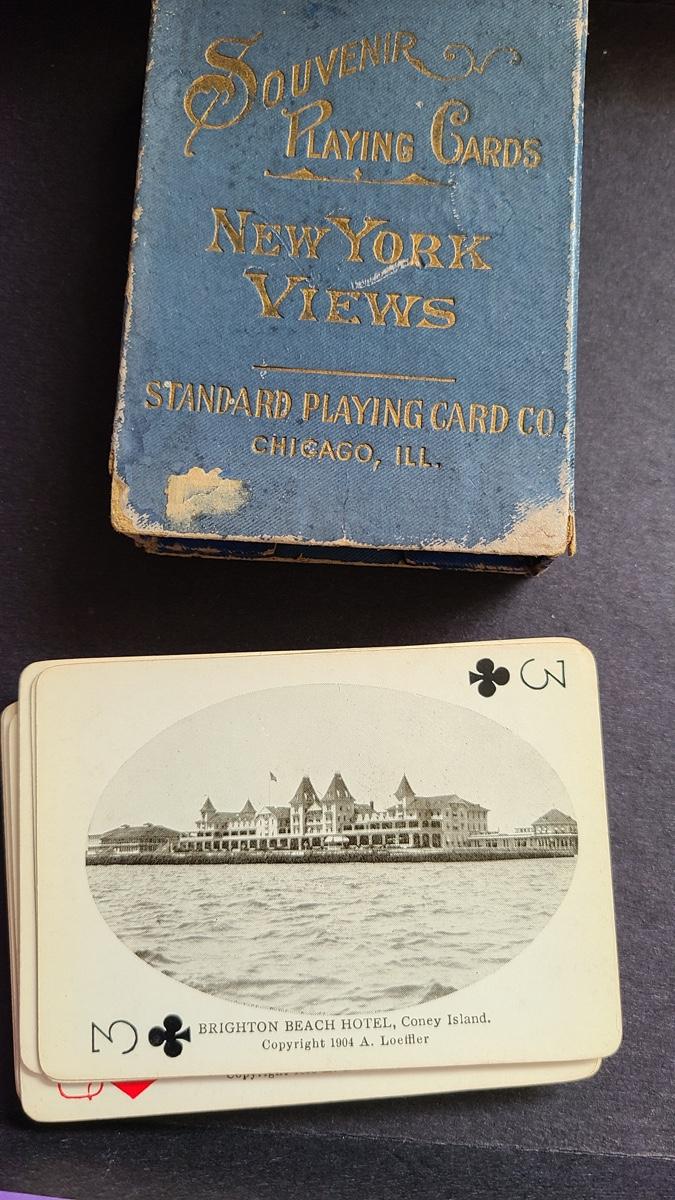 SOUVENIR
PLAYING CARDS
NEW YORK
VIEWS
STANDARD PLAYING CARD CO.
CHICAGO, ILL.
3
3
BRIGHTON BEACH HOTEL, Coney Island.
Copyright 1904 A. Loeffler